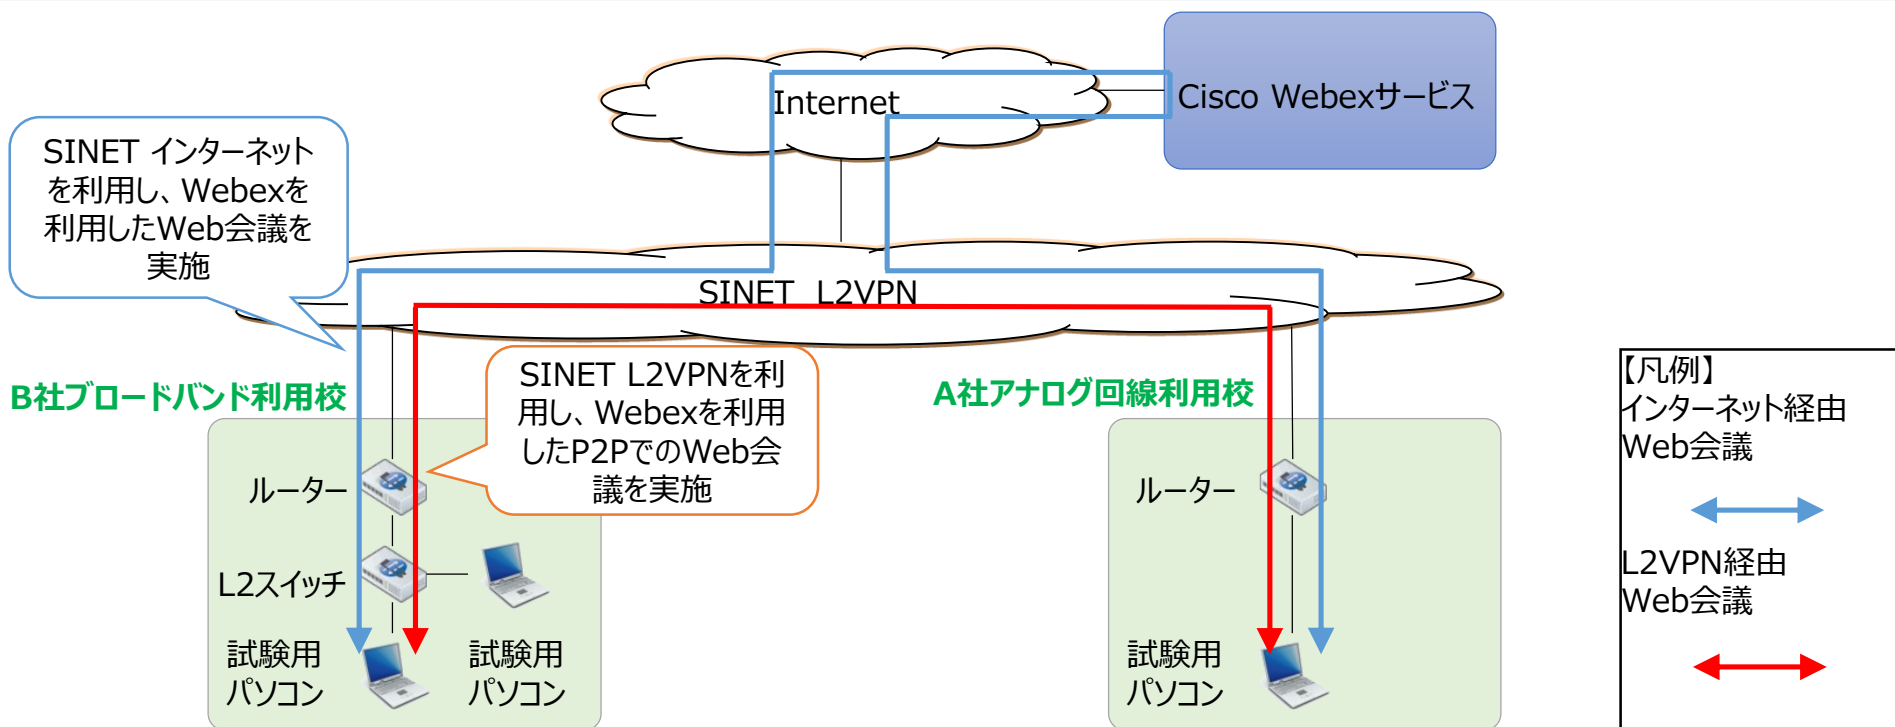 Internet
Cisco Webexサービス
SINET インターネット
を利用し、Webexを
利用したWeb会議を
実施
SINET L2VPN
B社ブロードバンド利用校
SINET L2VPNを利
用し、Webexを利用
したP2PでのWeb会
議を実施
A社アナログ回線利用校
ルーター
L2スイッチ
試験用
パソコン
試験用
パソコン
ルーター
試験用
パソコン
【凡例】
インターネット経由
Web会議
L2VPN経由
Web会議